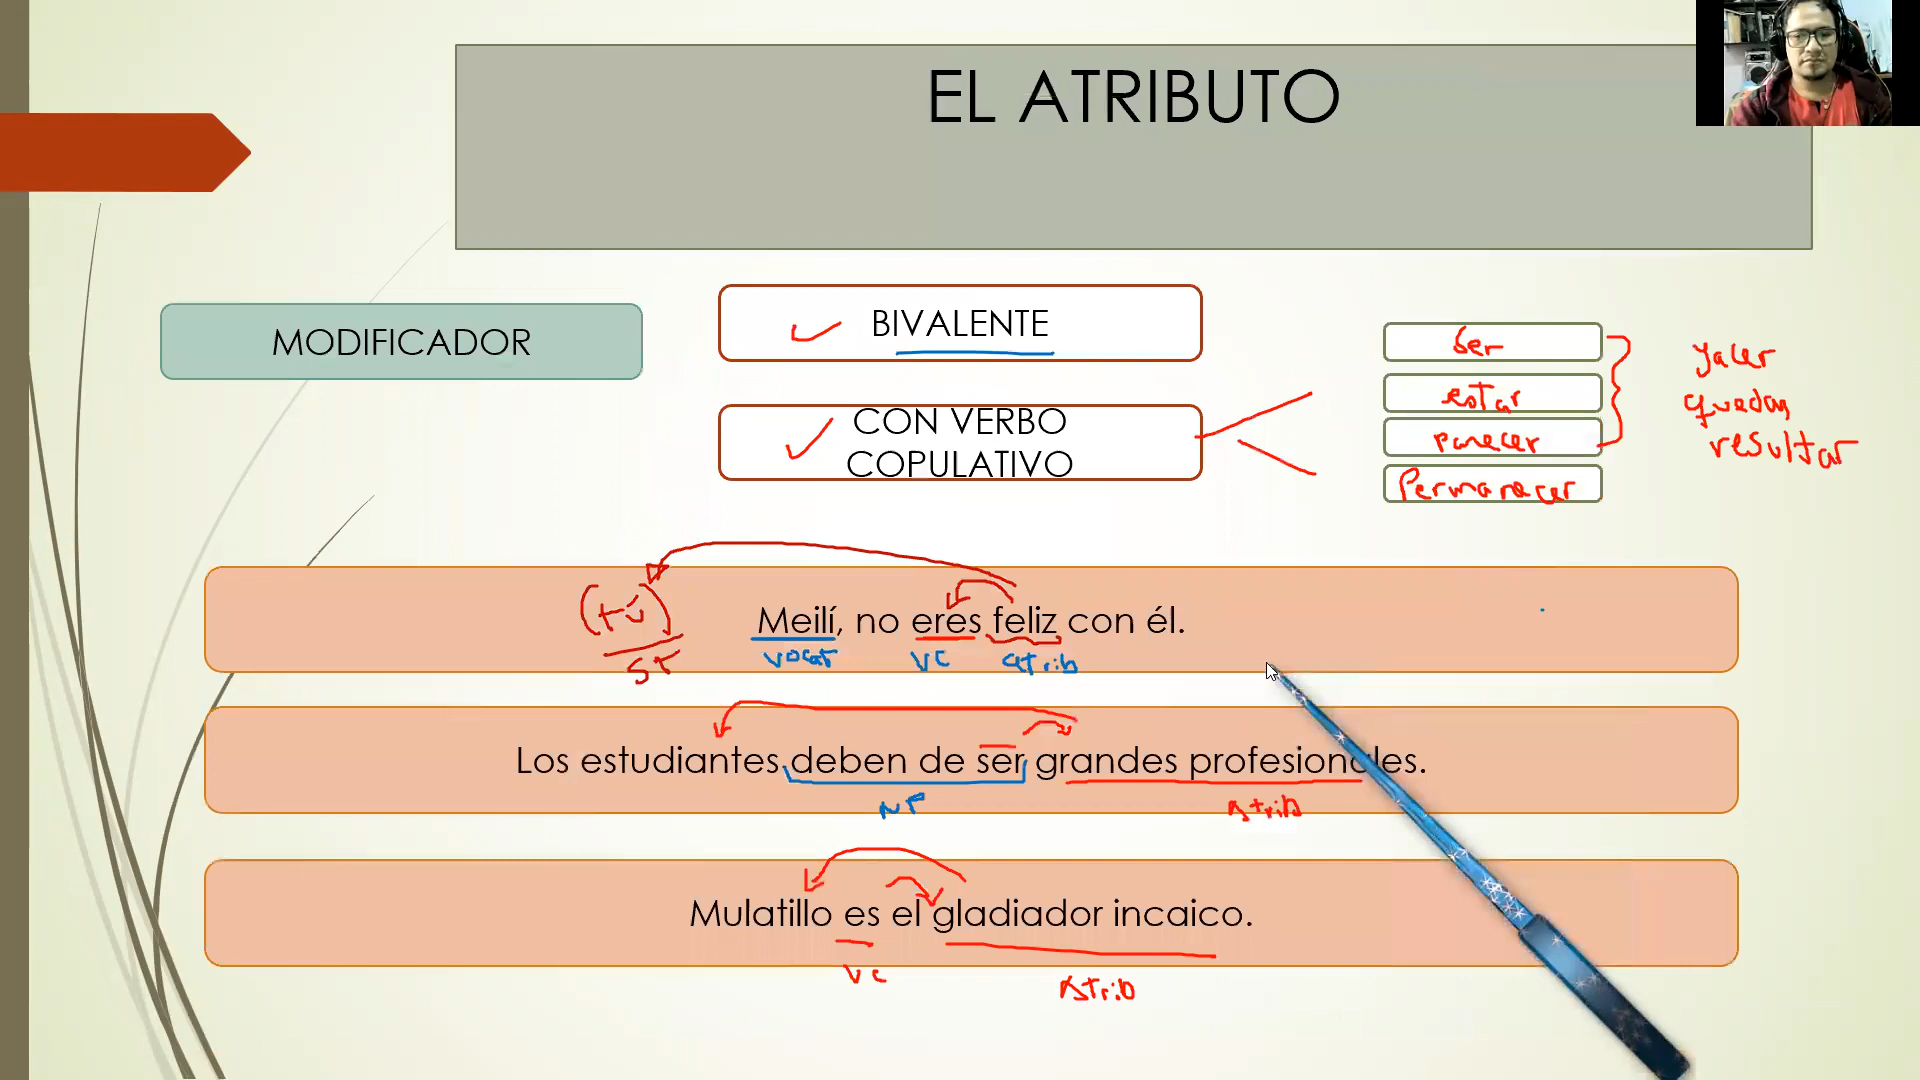 EL ATRIBUTO
MODIFICADOR
BIVALENTE
CON VERBO
COPULATIVO
Ser
estar
parecer
Permanecer
yacer
quedar
resultar
(tú)
ST
Meilí, no eres feliz con él.
vocat
VC
atrib
Los estudiantes deben de ser grandes profesionales.
NP
Atrib
Mulatillo es el gladiador incaico.
VC
Atrib